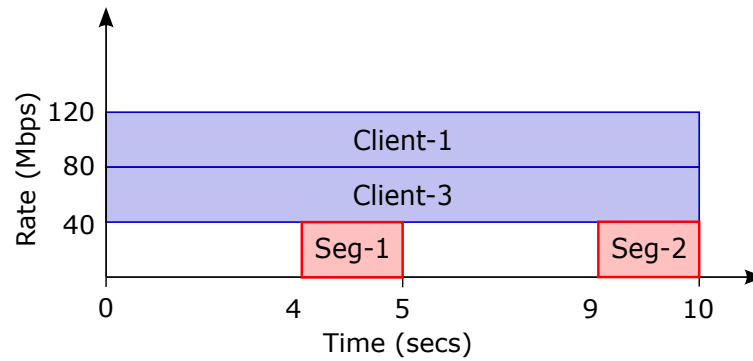 120
Client-1
80
Client-3
40
Seg-1
Seg-2
0
4
5
9
10
Time (secs)
Rate (Mbps)